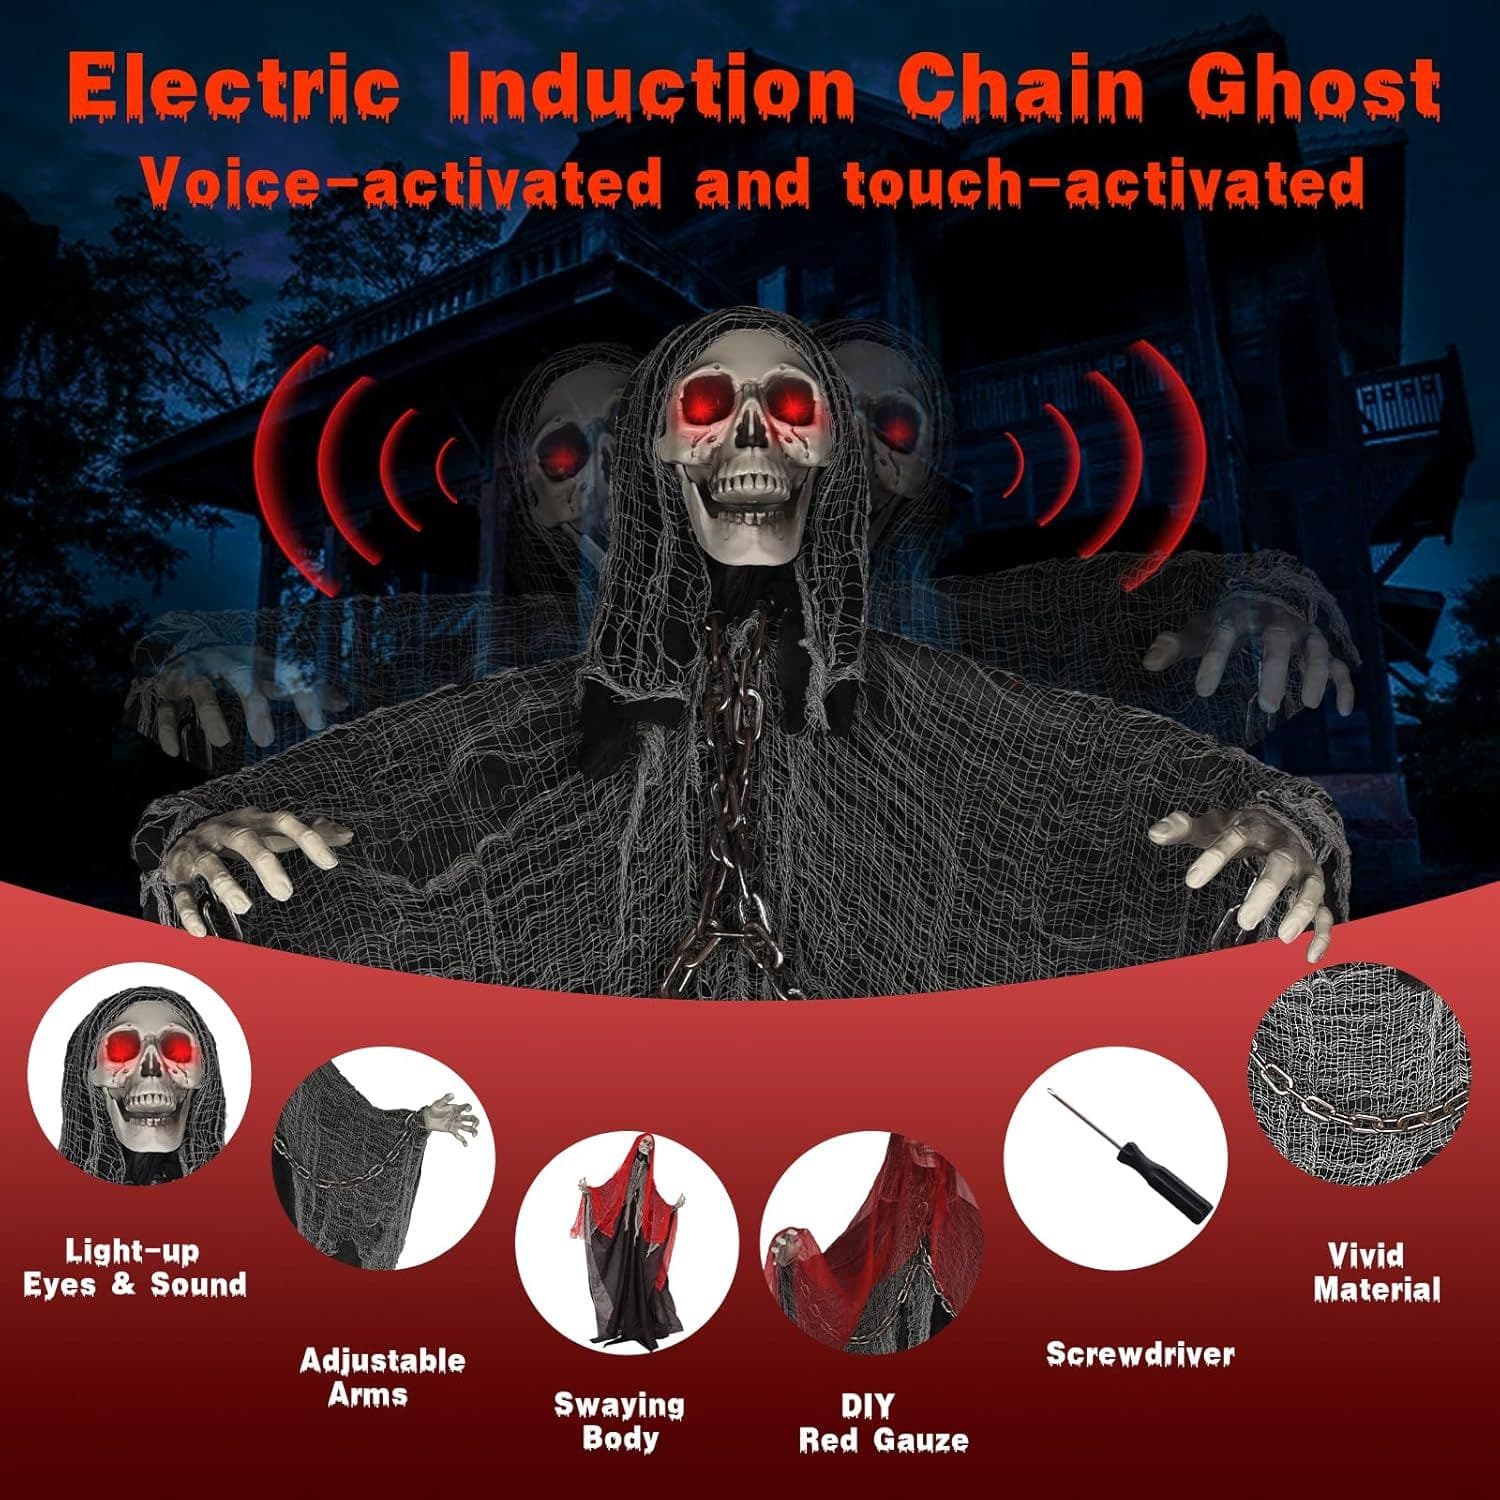 Electric Induction Chain Ghost
Voice-activated and touch-activated
Light-up
Eyes & Sound
Adjustable
Arms
Swaying
Body
DIY
Red Gauze
Screwdriver
Vivid
Material